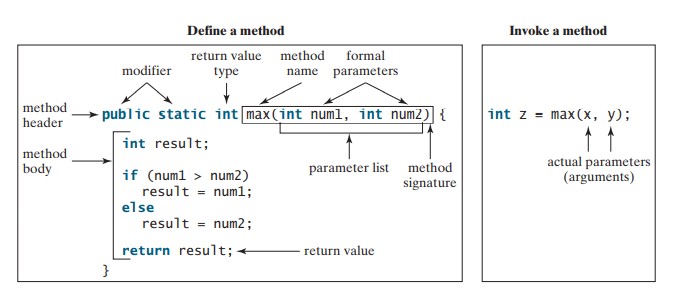 Define a method
Invoke a method
return value type
method name
formal parameters
modifier
method header
public static int max(int num1, int num2) {
int result;
method body
parameter list
method signature
if (num1 > num2)
result = num1;
else
result = num2;
return result;
return value
}
int z = max(x, y);
actual parameters
(arguments)